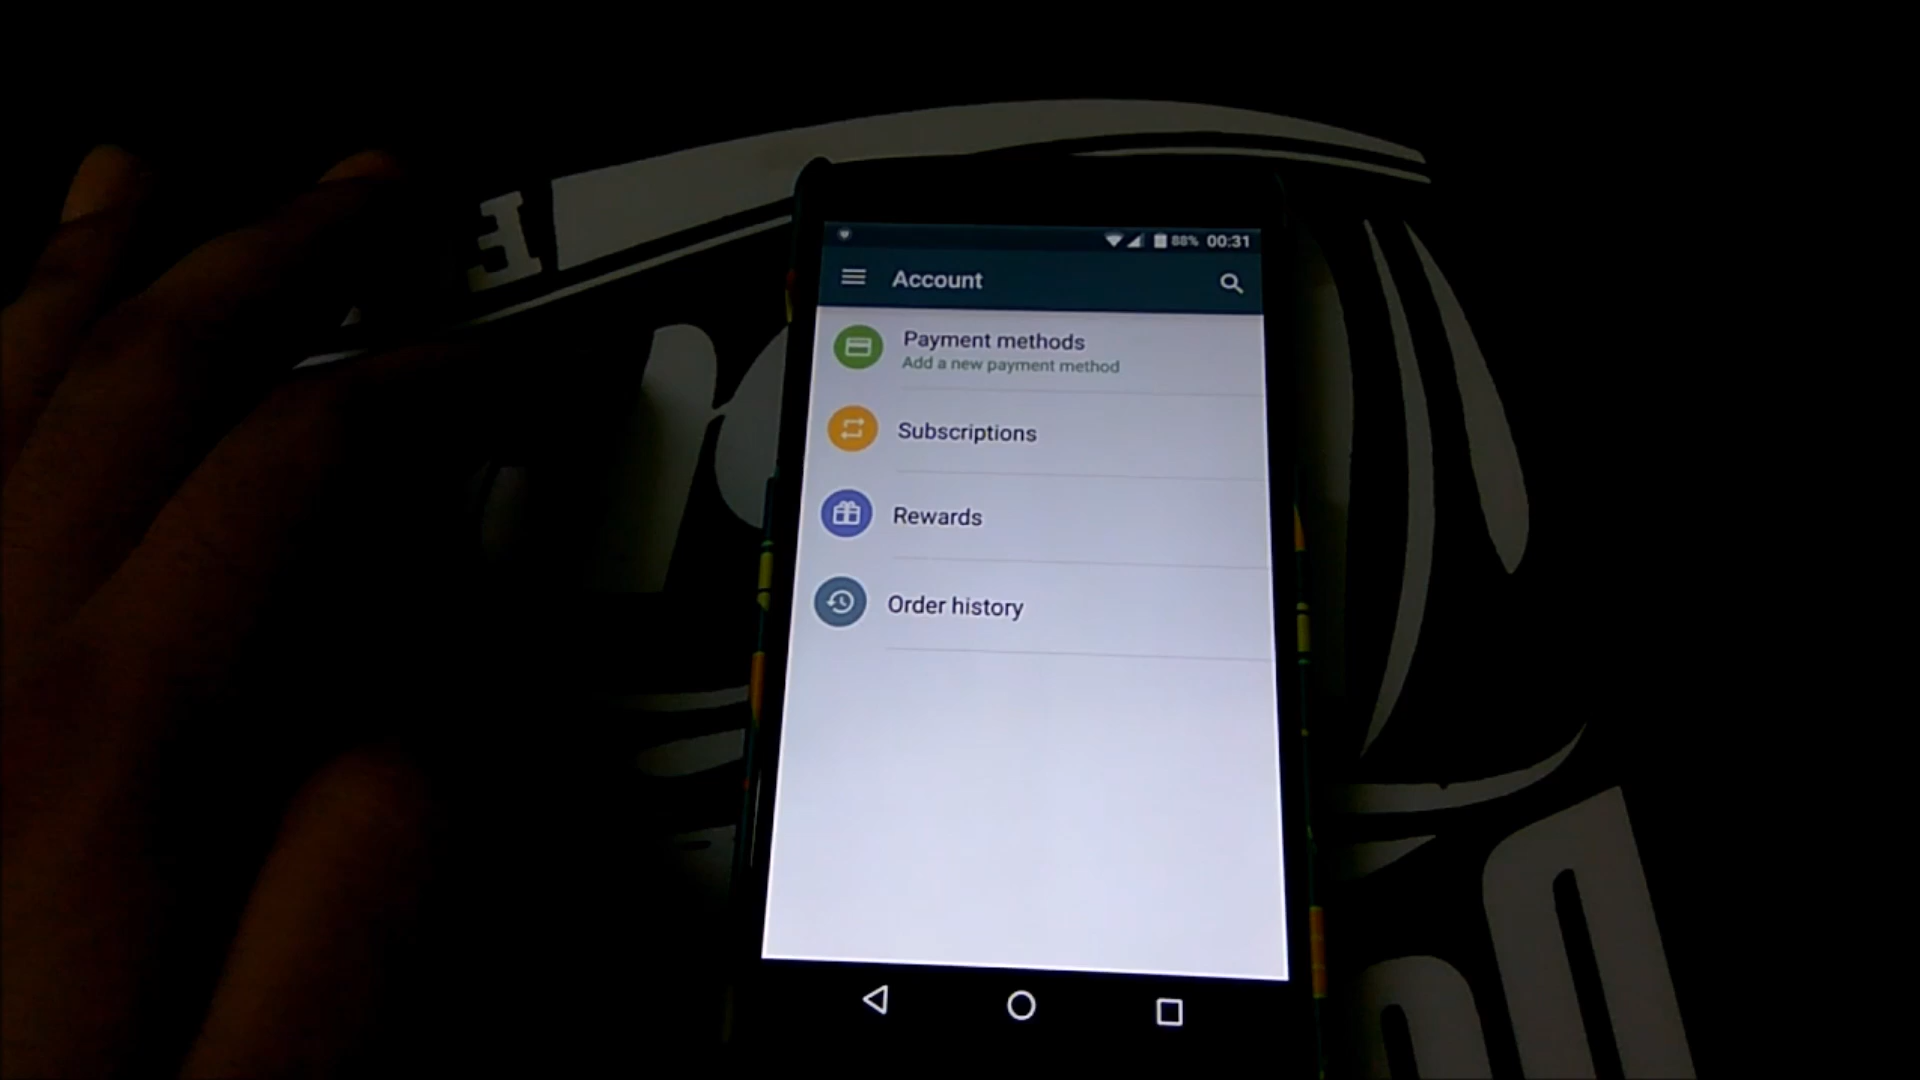 88% 00:31
Account
Payment methods
Add a new payment method
Subscriptions
Rewards
Order history